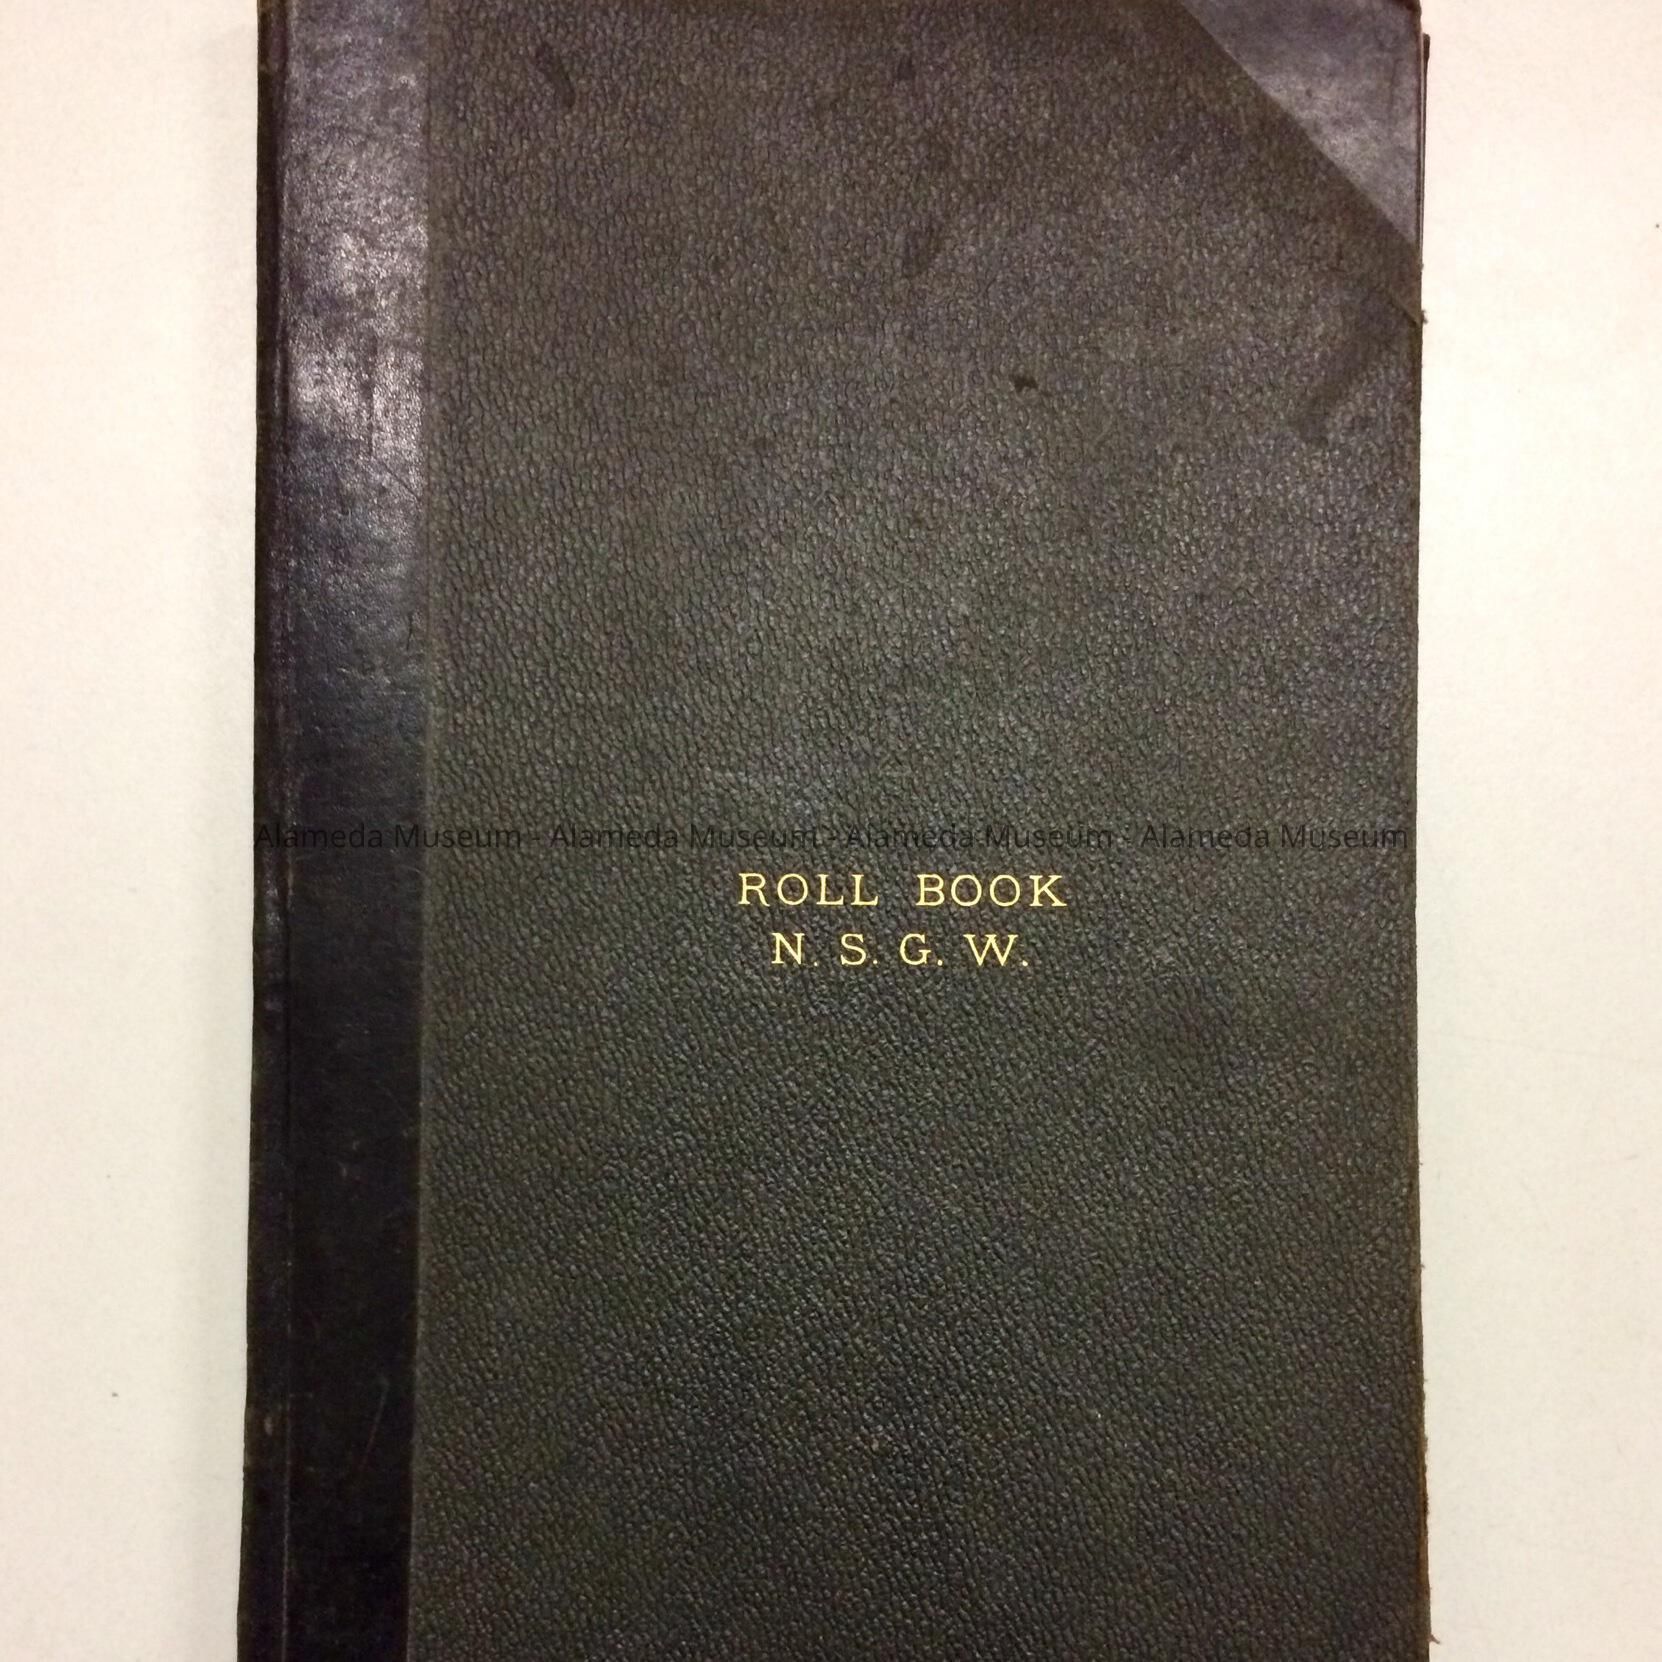 Alameda Museum - Alameda Museum - Alameda Museum - Alameda Museum
ROLL BOOK
N. S. G. W.